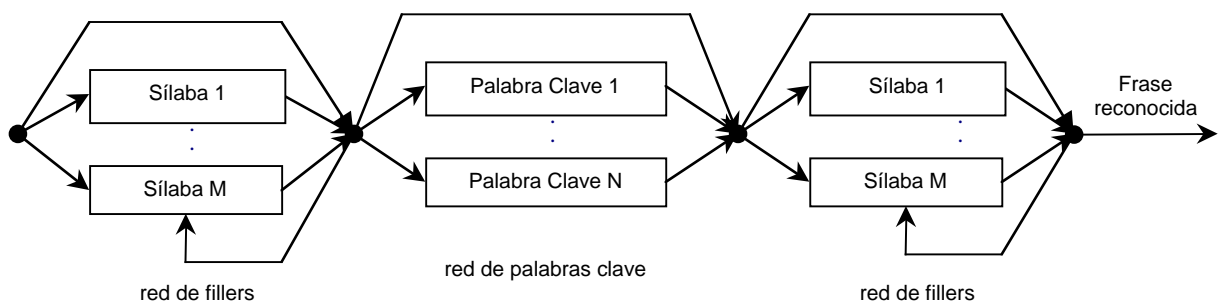 Sílaba 1
Sílaba M
red de fillers
Palabra Clave 1
Palabra Clave N
red de palabras clave
Sílaba 1
Sílaba M
red de fillers
Frase
reconocida